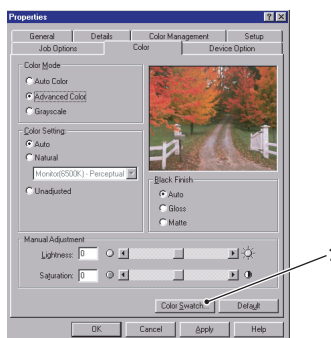 Properties
General Details Color Management Setup
Job Options Color Device Option
Color Mode
Auto Color
Advanced Color
Grayscale
Color Setting:
Auto
Natural
Monitor(6500K) - Perceptual
Unadjusted
Black Finish
Auto
Gloss
Matte
Manual Adjustment
Lightness: 0
Saturation: 0
Color Swatch... Default
OK Cancel Apply Help